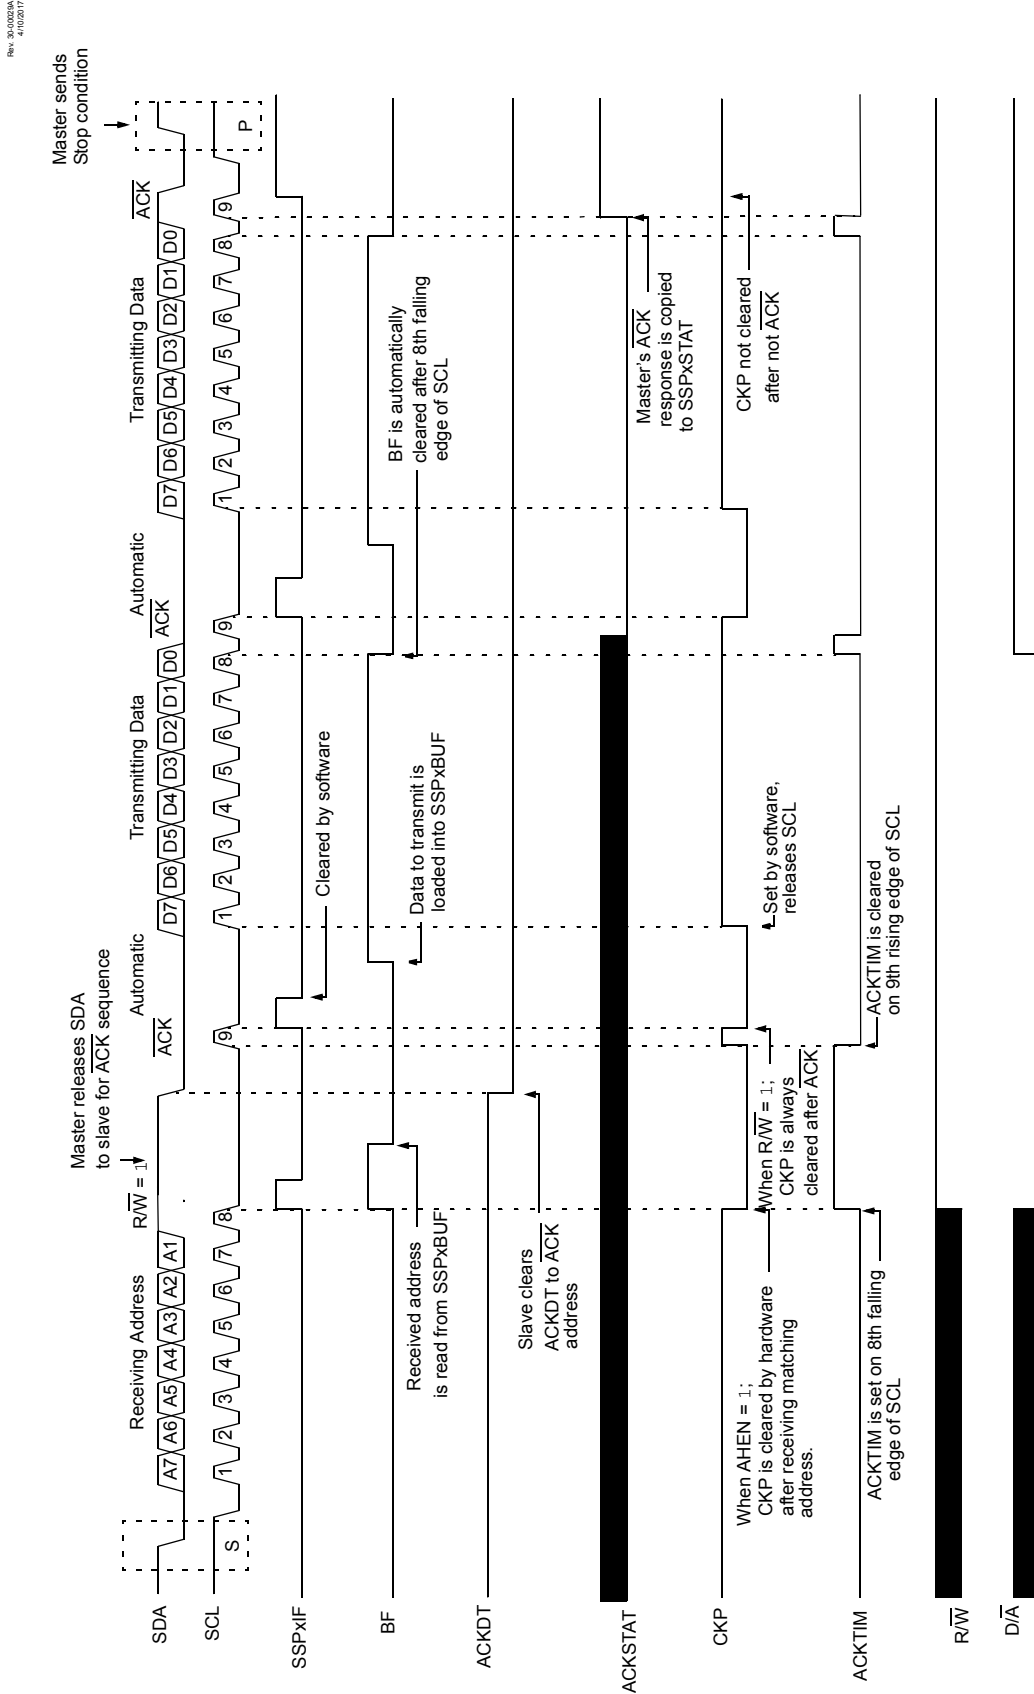 Rev. 30-00029A
4/10/2017
Master releases SDA
to slave for ACK sequence
Master sends
Stop condition
Receiving Address
R/W = 1
Automatic
Transmitting Data
Automatic
Transmitting Data
ACK
ACK
ACK
SDA
A7 A6 A5 A4 A3 A2 A1
D7 D6 D5 D4 D3 D2 D1 D0
D7 D6 D5 D4 D3 D2 D1 D0
SCL
S
1 2 3 4 5 6 7 8 9
1 2 3 4 5 6 7 8 9
1 2 3 4 5 6 7 8 9
P
SSPxIF
Cleared by software
BF
Received address
is read from SSPxBUF
Data to transmit is
loaded into SSPxBUF
BF is automatically
cleared after 8th falling
edge of SCL
ACKDT
Slave clears
ACKDT to ACK
address
ACKSTAT
Master's ACK
response is copied
to SSPxSTAT
CKP
When AHEN = 1;
CKP is cleared by hardware
after receiving matching
address.
When R/W = 1;
CKP is always
cleared after ACK
Set by software,
releases SCL
CKP not cleared
after not ACK
ACKTIM
ACKTIM is set on 8th falling
edge of SCL
ACKTIM is cleared
on 9th rising edge of SCL
R/W
D/A